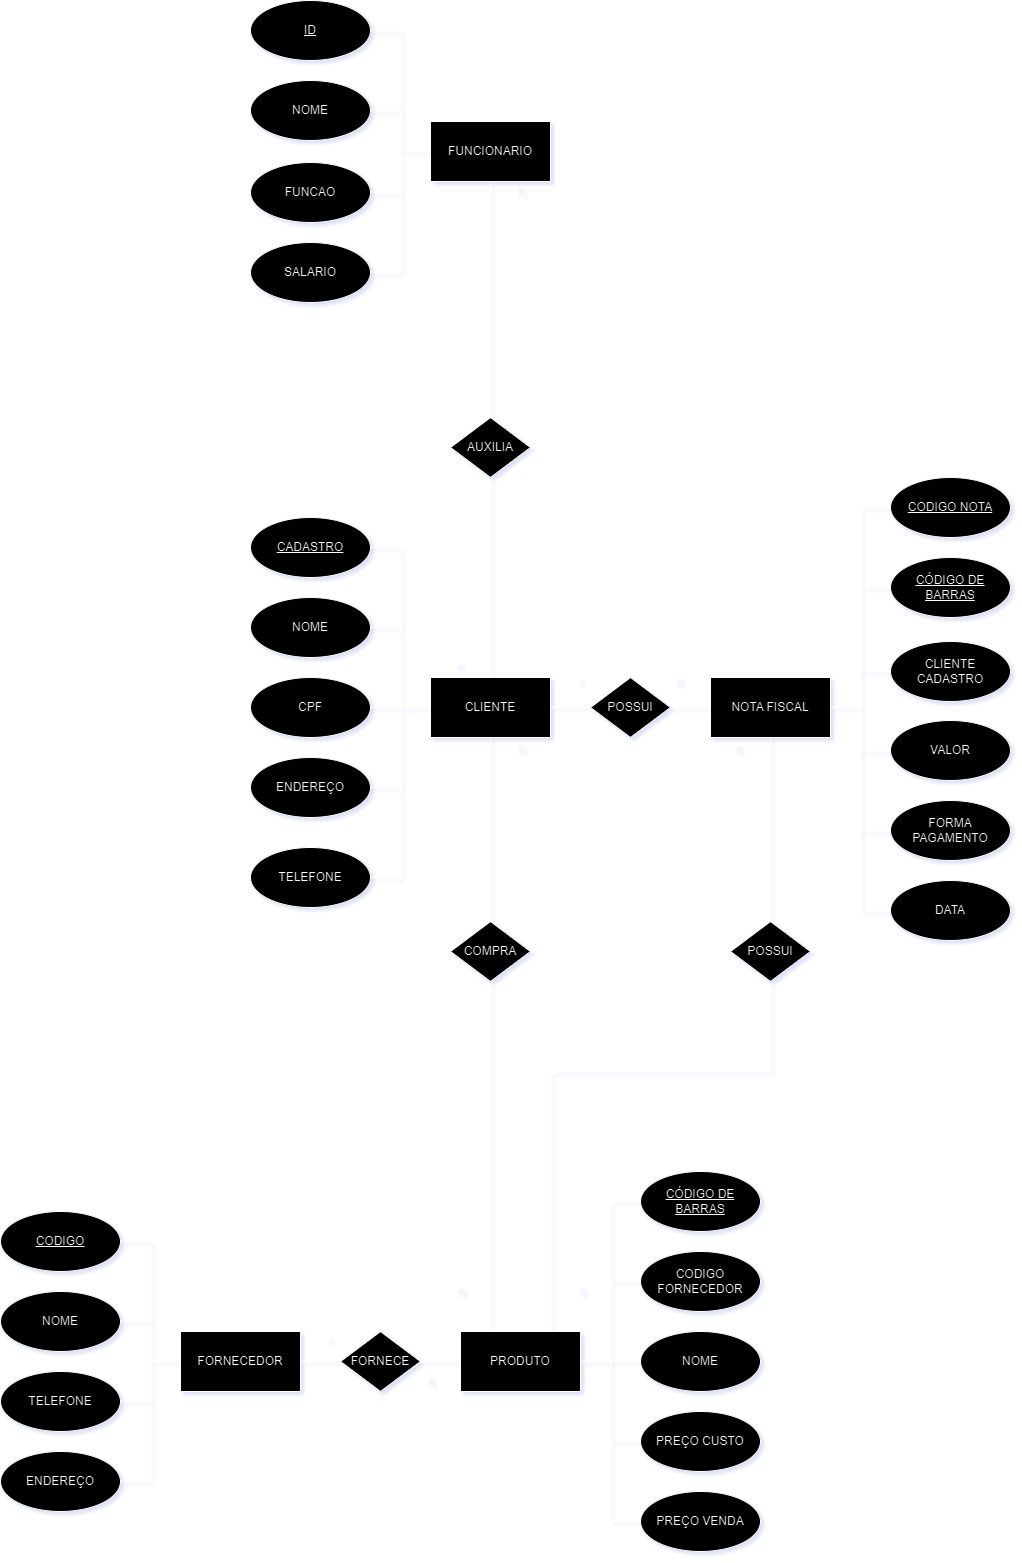 ID
NOME
FUNCIONARIO
FUNCAO
SALARIO
AUXILIA
CADASTRO
NOME
CPF
ENDEREÇO
TELEFONE
CLIENTE
POSSUI
NOTA FISCAL
CODIGO NOTA
CÓDIGO DE
BARRAS
CLIENTE
CADASTRO
VALOR
FORMA
PAGAMENTO
DATA
COMPRA
POSSUI
CODIGO
NOME
TELEFONE
ENDEREÇO
FORNECEDOR
FORNECE
PRODUTO
CÓDIGO DE
BARRAS
CODIGO
FORNECEDOR
NOME
PREÇO CUSTO
PREÇO VENDA